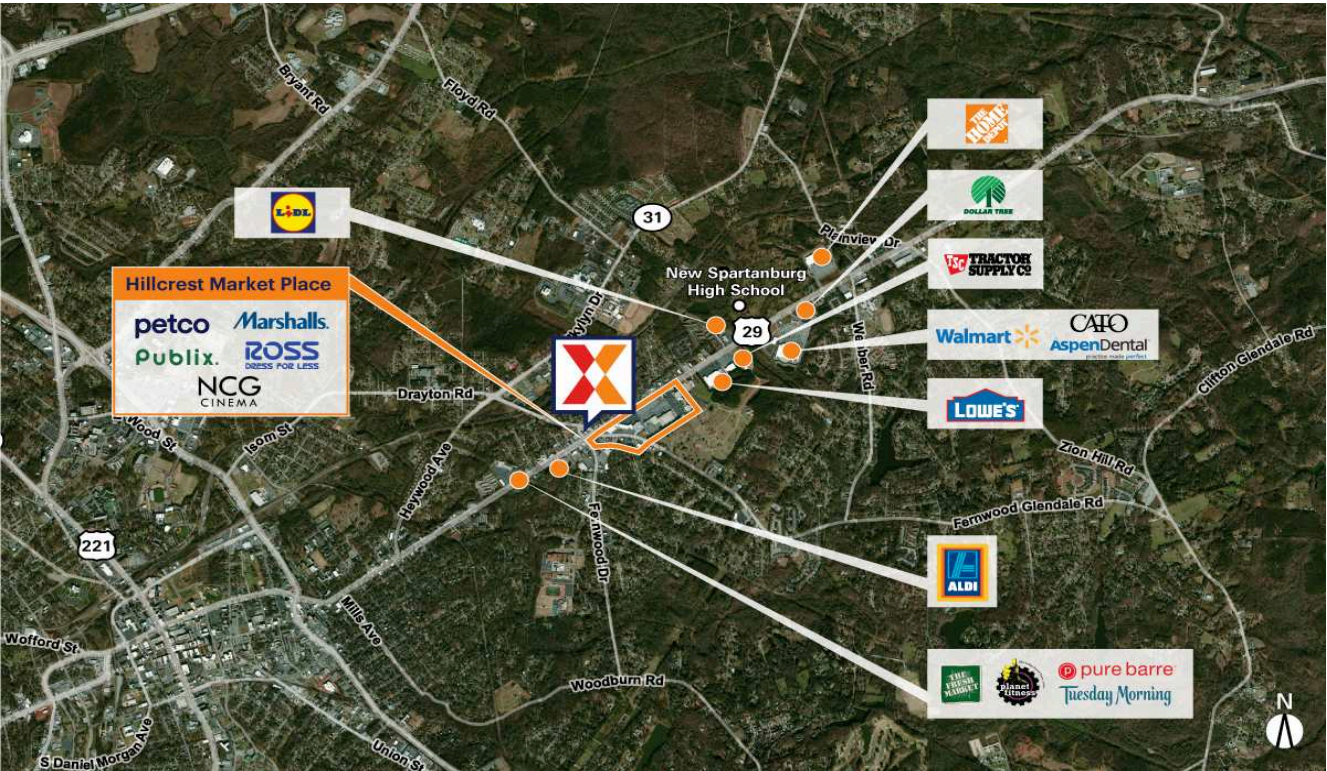 Bryant Rd
Floyd Rd
THE
HOME
DEPOT
LIDL
31
DOLLAR TREE
Plainview Dr
TSC TRACTOR
SUPPLY CO
New Spartanburg
High School
29
Hillcrest Market Place
petco
Marshalls.
Publix.
ROSS
DRESS FOR LESS
NCG
CINEMA
Walmart
CATO
AspenDental
practice made perfect
Drayton Rd
LOWE'S
Clifton Glendale Rd
Isom St
Heywood Ave
Zion Hill Rd
Fernwood Glendale Rd
Fernwood Dr
221
ALDI
Mills Ave
Wofford St
Woodburn Rd
THE
FRESH
MARKET
planet
fitness
pure barre
Tuesday Morning
N
S Daniel Morgan Ave
Union St